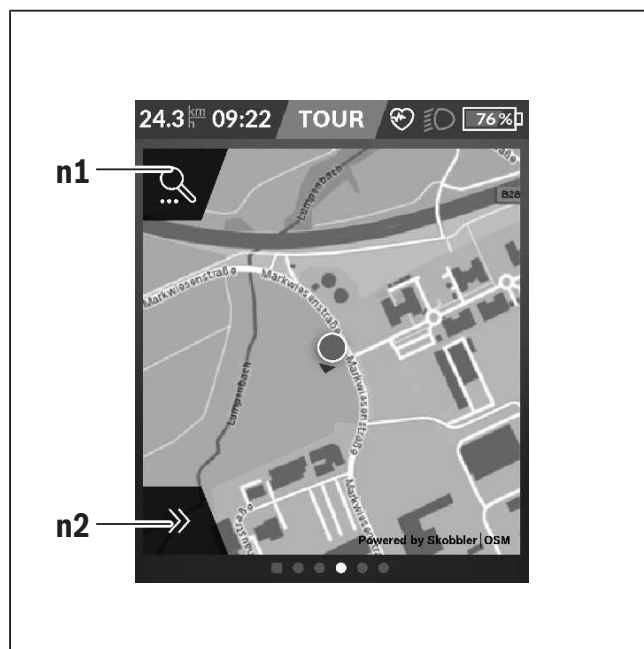 24.3 km/h 09:22 TOUR 76 %
n1
B28
Lumpenbach
Markwiesenstraße
Markwiesenstraße
Markwiesenstraße
Lumpenbach
n2
Powered by Skobbler | OSM